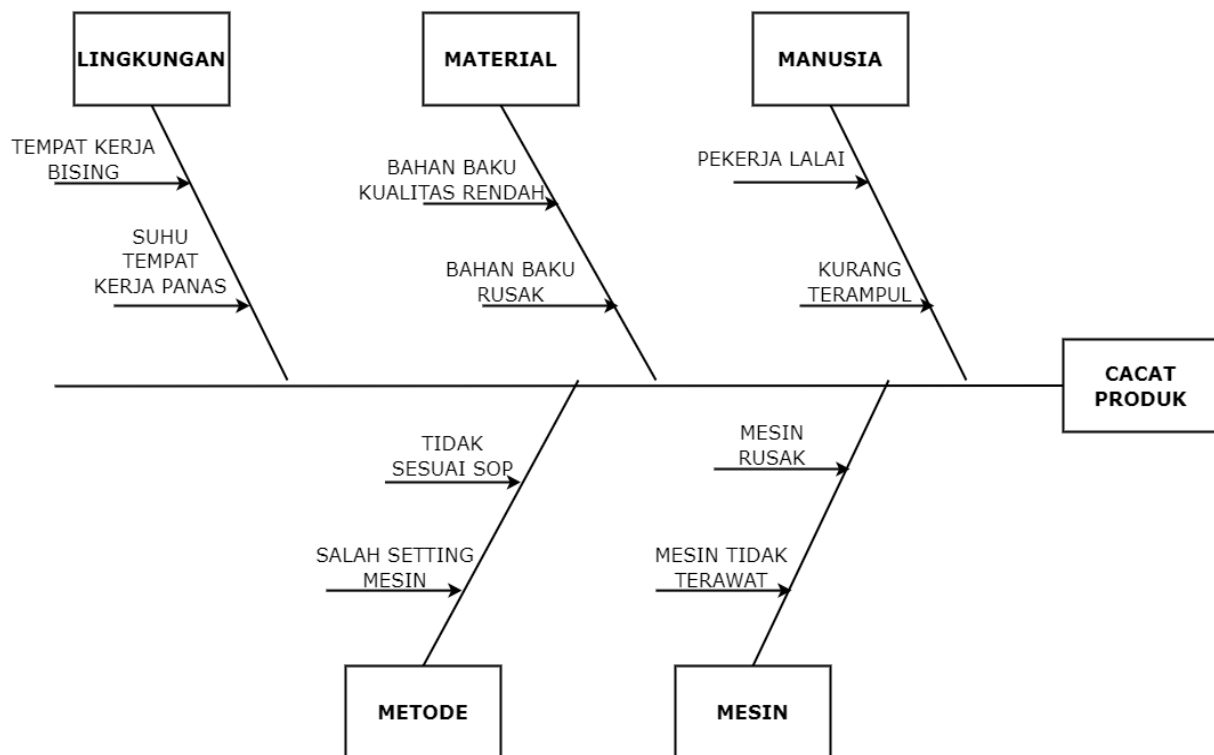 LINGKUNGAN
MATERIAL
MANUSIA
TEMPAT KERJA
BISING
SUHU
TEMPAT
KERJA PANAS
BAHAN BAKU
KUALITAS RENDAH
BAHAN BAKU
RUSAK
PEKERJA LALAI
KURANG
TERAMPUL
CACAT
PRODUK
TIDAK
SESUAI SOP
SALAH SETTING
MESIN
MESIN
RUSAK
MESIN TIDAK
TERAWAT
METODE
MESIN